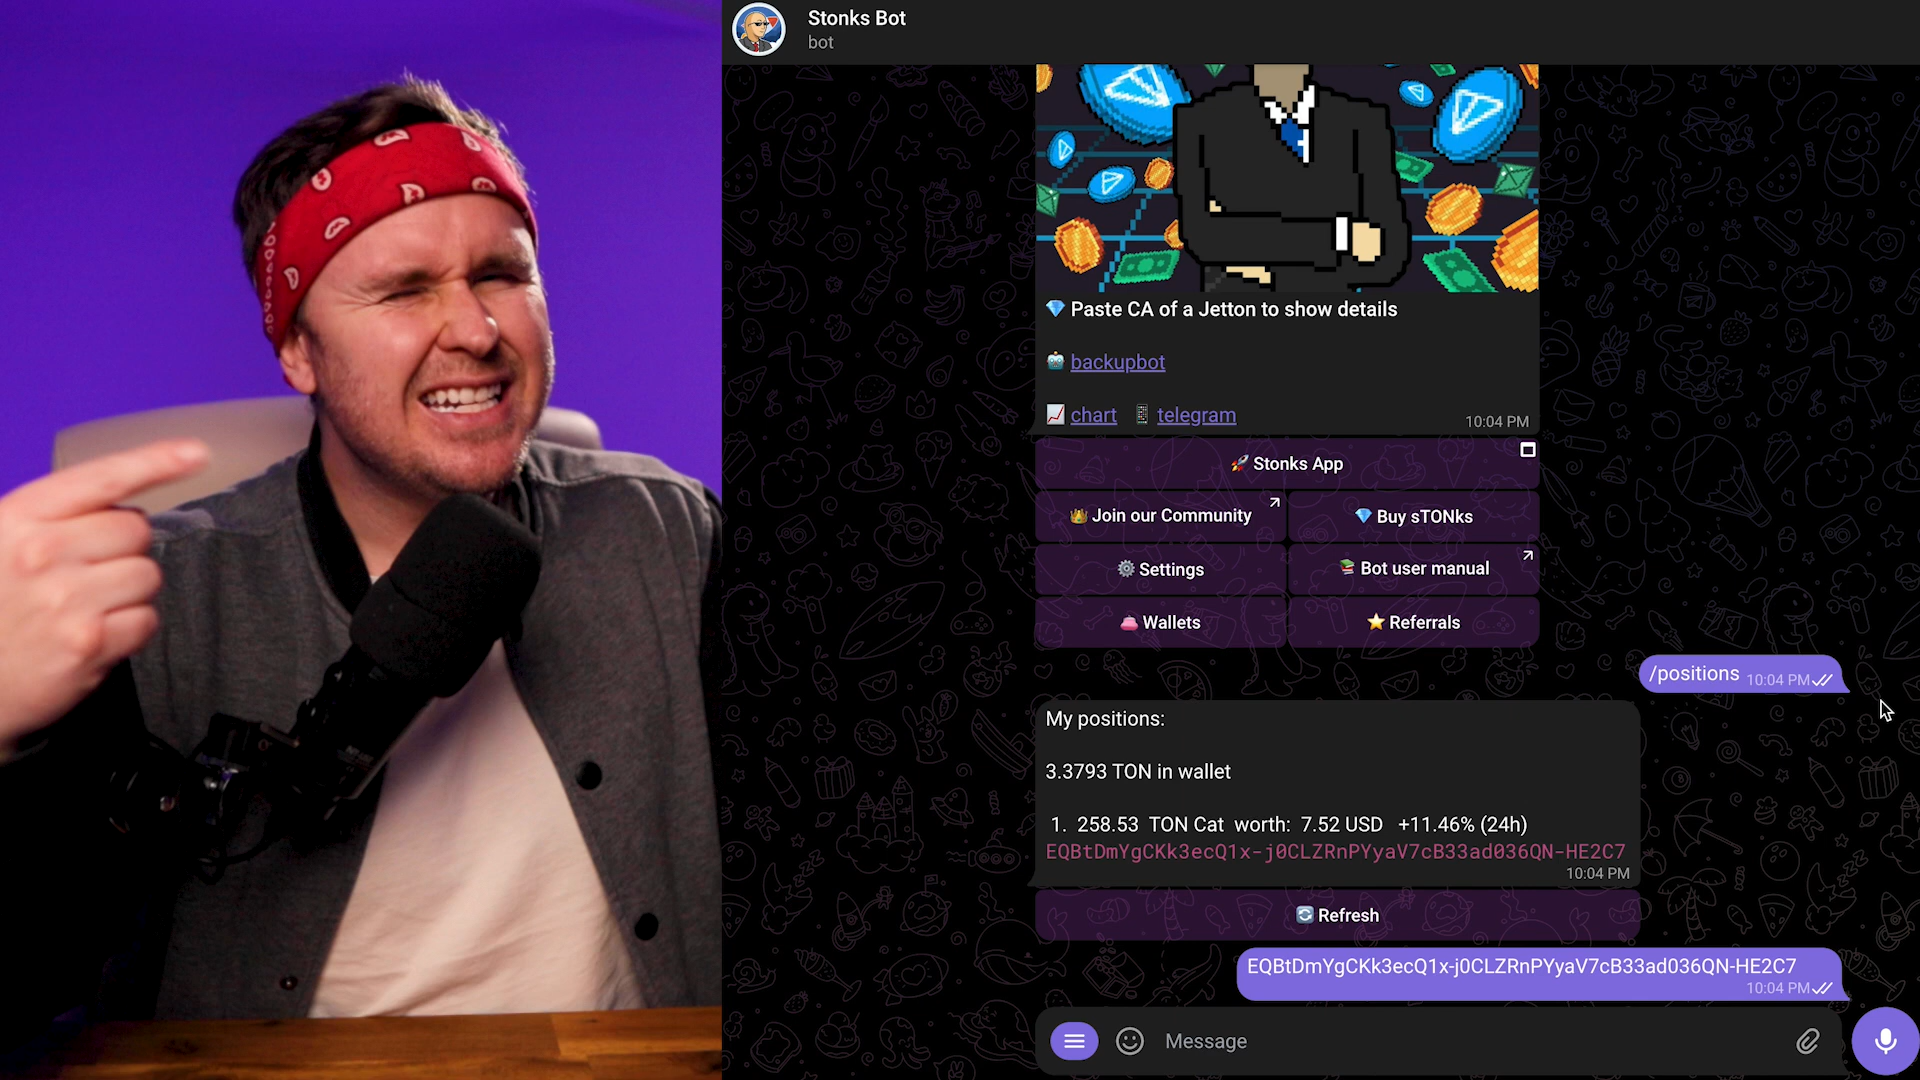 Stonks Bot
bot
Paste CA of a Jetton to show details
backupbot
chart telegram
10:04 PM
Stonks App
Join our Community
Buy sTONks
Settings
Bot user manual
Wallets
Referrals
/positions 10:04 PM
My positions:
3.3793 TON in wallet
1. 258.53 TON Cat worth: 7.52 USD +11.46% (24h)
EQBtDmYgCKk3ecQ1x-j0CLZRnPYyaV7cB33ad036QN-HE2C7
10:04 PM
Refresh
EQBtDmYgCKk3ecQ1x-j0CLZRnPYyaV7cB33ad036QN-HE2C7
10:04 PM
Message